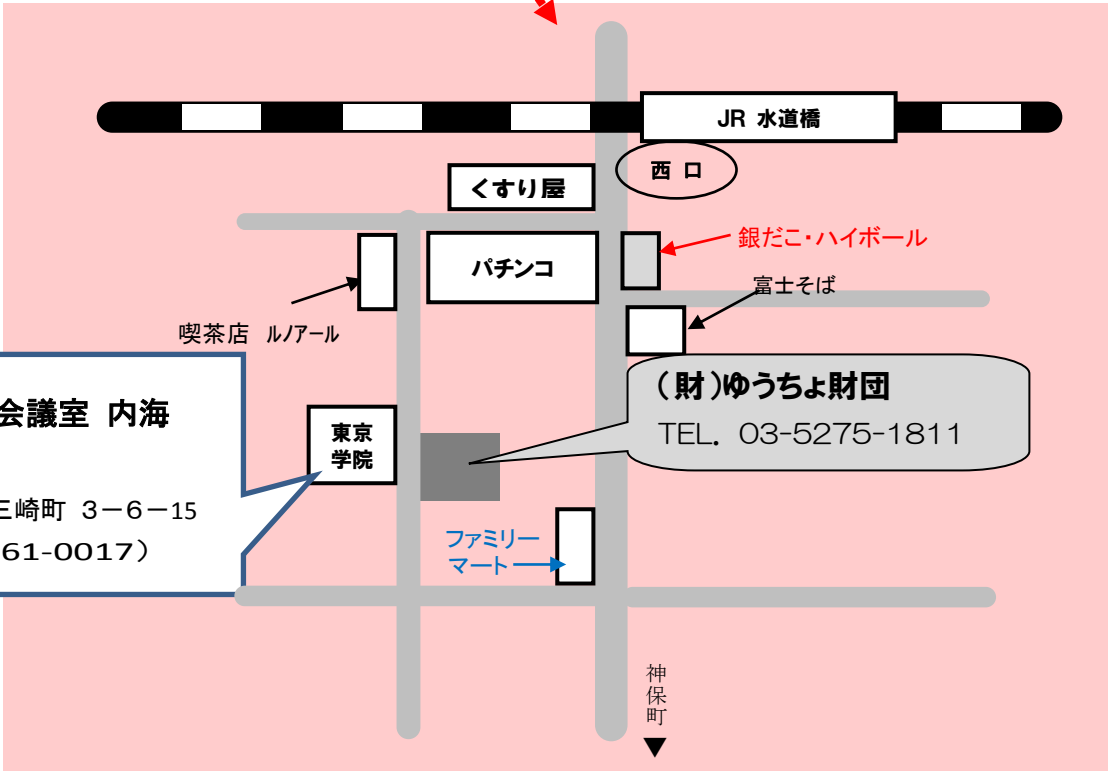 JR 水道橋
西 口
くすり屋
銀だこ・ハイボール
パチンコ
富士そば
喫茶店 ルノアール
(財)ゆうちょ財団
TEL. 03-5275-1811
会議室 内海
東京
学院
三崎町 3-6-15
61-0017)
ファミリー
マート
神保町